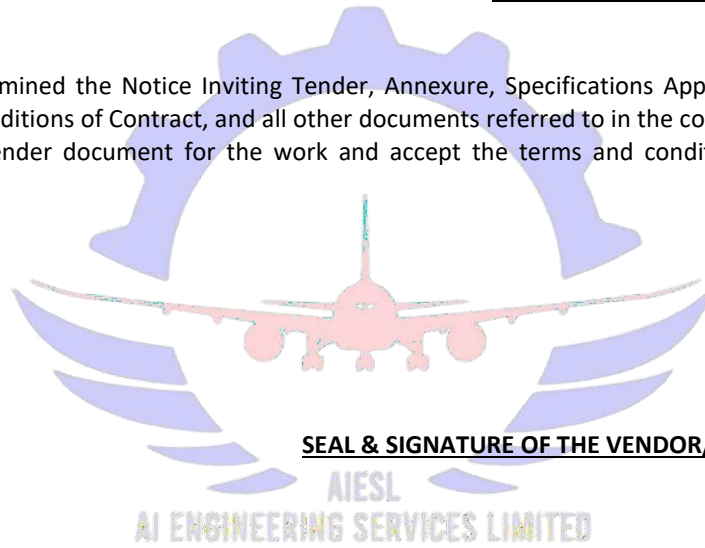 mined the Notice Inviting Tender, Annexure, Specifications App
ditions of Contract, and all other documents referred to in the co
ender document for the work and accept the terms and condit
SEAL & SIGNATURE OF THE VENDOR,
AIESL
AI ENGINEERING SERVICES LIMITED